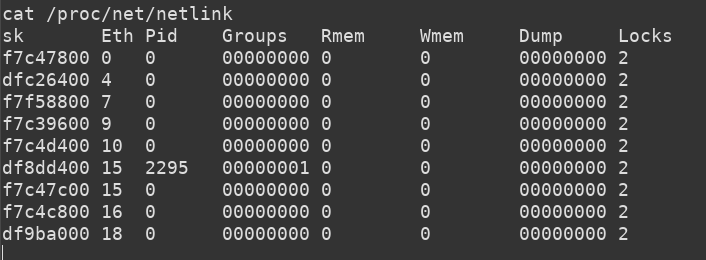 cat /proc/net/netlink
sk       Eth Pid    Groups   Rmem     Wmem     Dump     Locks
f7c47800 0   0      00000000 0        0        00000000 2
dfc26400 4   0      00000000 0        0        00000000 2
f7f58800 7   0      00000000 0        0        00000000 2
f7c39600 9   0      00000000 0        0        00000000 2
f7c4d400 10  0      00000000 0        0        00000000 2
df8dd400 15  2295   00000001 0        0        00000000 2
f7c47c00 15  0      00000000 0        0        00000000 2
f7c4c800 16  0      00000000 0        0        00000000 2
df9ba000 18  0      00000000 0        0        00000000 2